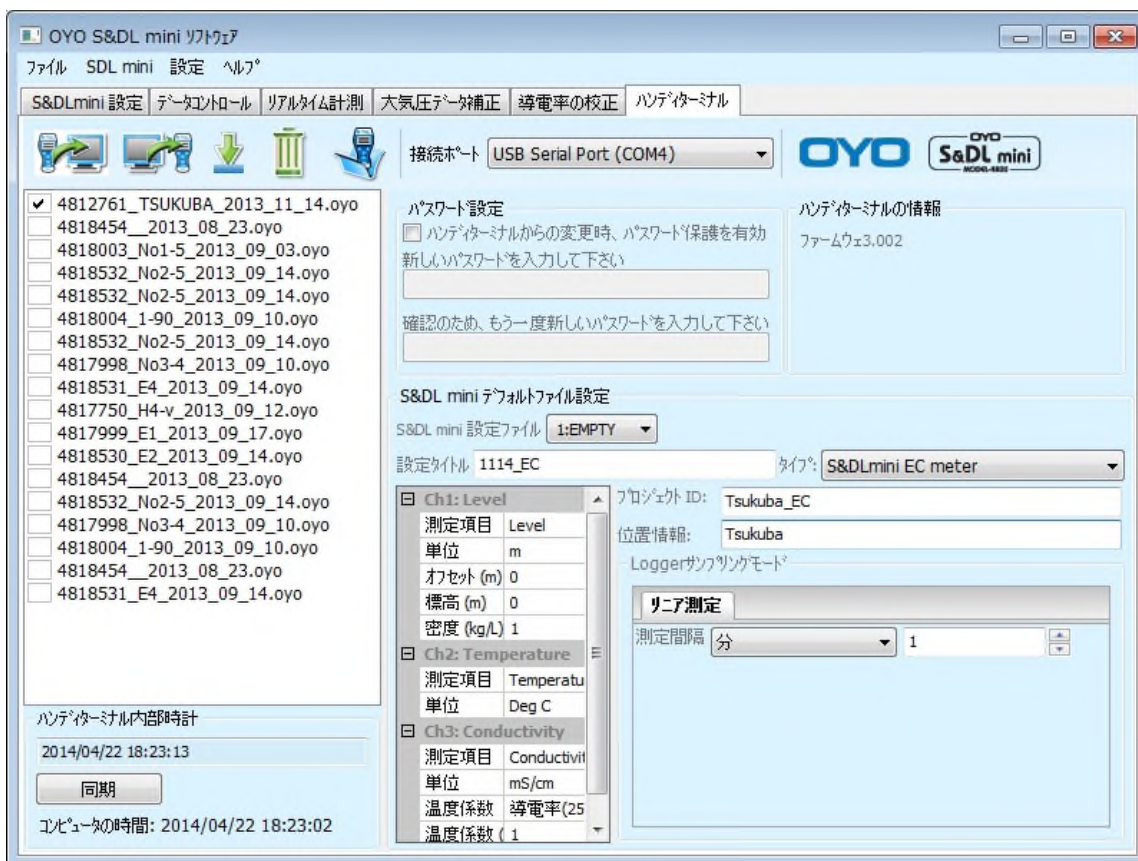 OYO S&DL mini ｿﾌﾄｳｪｱ
ﾌｧｲﾙ SDL mini 設定 ﾍﾙﾌﾟ
S&DLmini 設定 ﾃﾞｰﾀｺﾝﾄﾛｰﾙ ﾘｱﾙﾀｲﾑ計測 大気圧ﾃﾞｰﾀ補正 導電率の校正 ﾊﾝﾃﾞｨﾀｰﾐﾅﾙ
接続ﾎﾟｰﾄ USB Serial Port (COM4)
OYO
OYO
S&DL mini
4812761_TSUKUBA_2013_11_14.oyo
4818454__2013_08_23.oyo
4818003_No1-5_2013_09_03.oyo
4818532_No2-5_2013_09_14.oyo
4818532_No2-5_2013_09_14.oyo
4818004_1-90_2013_09_10.oyo
4818532_No2-5_2013_09_14.oyo
4817998_No3-4_2013_09_10.oyo
4818531_E4_2013_09_14.oyo
4817750_H4-v_2013_09_12.oyo
4817999_E1_2013_09_17.oyo
4818530_E2_2013_09_14.oyo
4818454__2013_08_23.oyo
4818532_No2-5_2013_09_14.oyo
4817998_No3-4_2013_09_10.oyo
4818004_1-90_2013_09_10.oyo
4818454__2013_08_23.oyo
4818531_E4_2013_09_14.oyo
ﾊﾝﾃﾞｨﾀｰﾐﾅﾙ内部時計
2014/04/22 18:23:13
同期
ｺﾝﾋﾟｭｰﾀの時間: 2014/04/22 18:23:02
ﾊﾟｽﾜｰﾄﾞ設定
ﾊﾝﾃﾞｨﾀｰﾐﾅﾙからの変更時、ﾊﾟｽﾜｰﾄﾞ保護を有効
新しいﾊﾟｽﾜｰﾄﾞを入力して下さい
確認のため、もう一度新しいﾊﾟｽﾜｰﾄﾞを入力して下さい
ﾊﾝﾃﾞｨﾀｰﾐﾅﾙの情報
ﾌｧｰﾑｳｪ3.002
S&DL mini ﾃﾞﾌｫﾙﾄﾌｧｲﾙ設定
S&DL mini 設定ﾌｧｲﾙ 1:EMPTY
設定ﾀｲﾄﾙ 1114_EC ﾀｲﾌﾟ: S&DLmini EC meter
Ch1: Level
測定項目 Level
単位 m
ｵﾌｾｯﾄ (m) 0
標高 (m) 0
密度 (kg/L) 1
Ch2: Temperature
測定項目 Temperatu
単位 Deg C
Ch3: Conductivity
測定項目 Conductivit
単位 mS/cm
温度係数 導電率(25
温度係数 ( 1
ﾌﾟﾛｼﾞｪｸﾄ ID: Tsukuba_EC
位置情報: Tsukuba
Loggerｻﾝﾌﾟﾘﾝｸﾞﾓｰﾄﾞ
ﾘﾆｱ測定
測定間隔 分 1